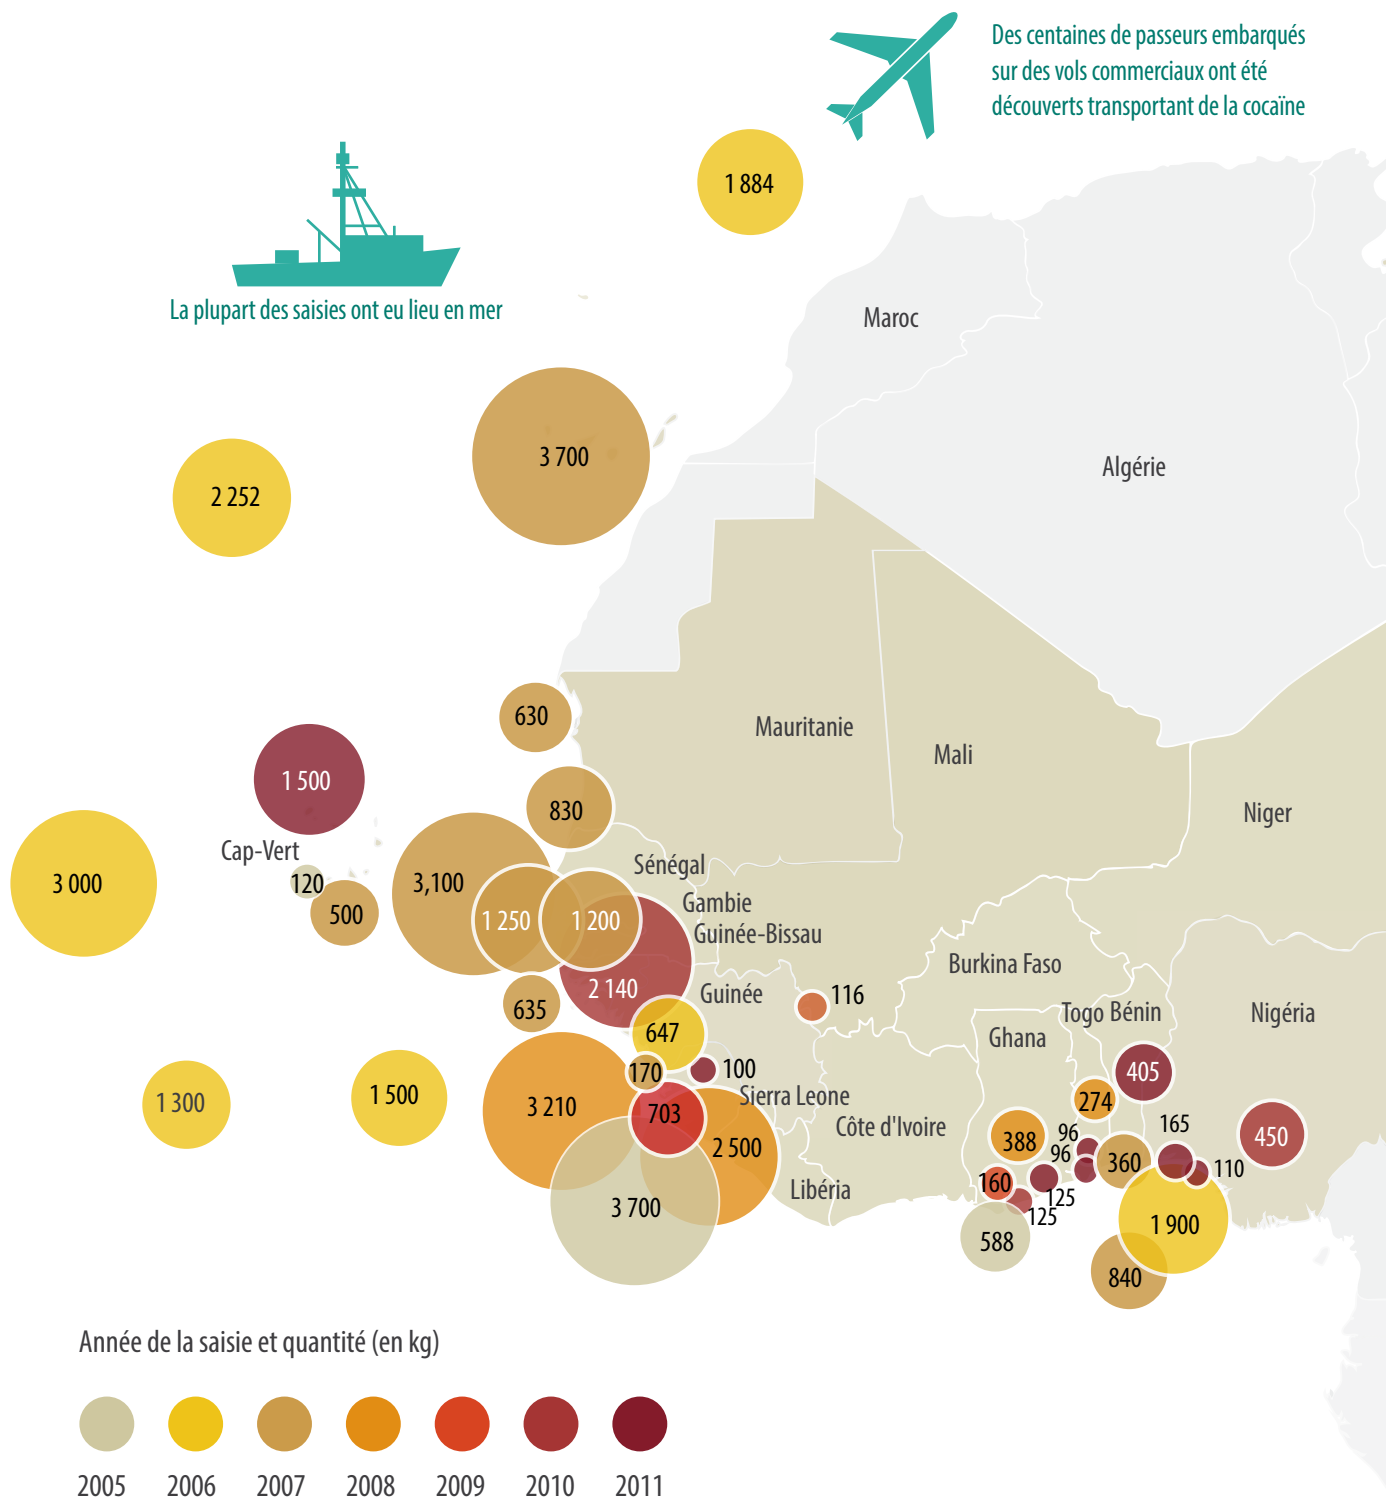 Des centaines de passeurs embarqués
sur des vols commerciaux ont été
découverts transportant de la cocaïne
1 884
La plupart des saisies ont eu lieu en mer
Maroc
3 700
Algérie
2 252
630
Mauritanie
Mali
1 500
830
Niger
Cap-Vert
Sénégal
3 000
120
3,100
Gambie
500
1 250
1 200
Guinée-Bissau
Burkina Faso
2 140
Guinée
116
635
Togo
Bénin
Nigéria
647
Ghana
170
100
405
1 300
1 500
Sierra Leone
274
3 210
703
Côte d'Ivoire
165
388
96
450
2 500
96
360
110
160
Libéria
125
3 700
125
1 900
588
840
Année de la saisie et quantité (en kg)
2005
2006
2007
2008
2009
2010
2011